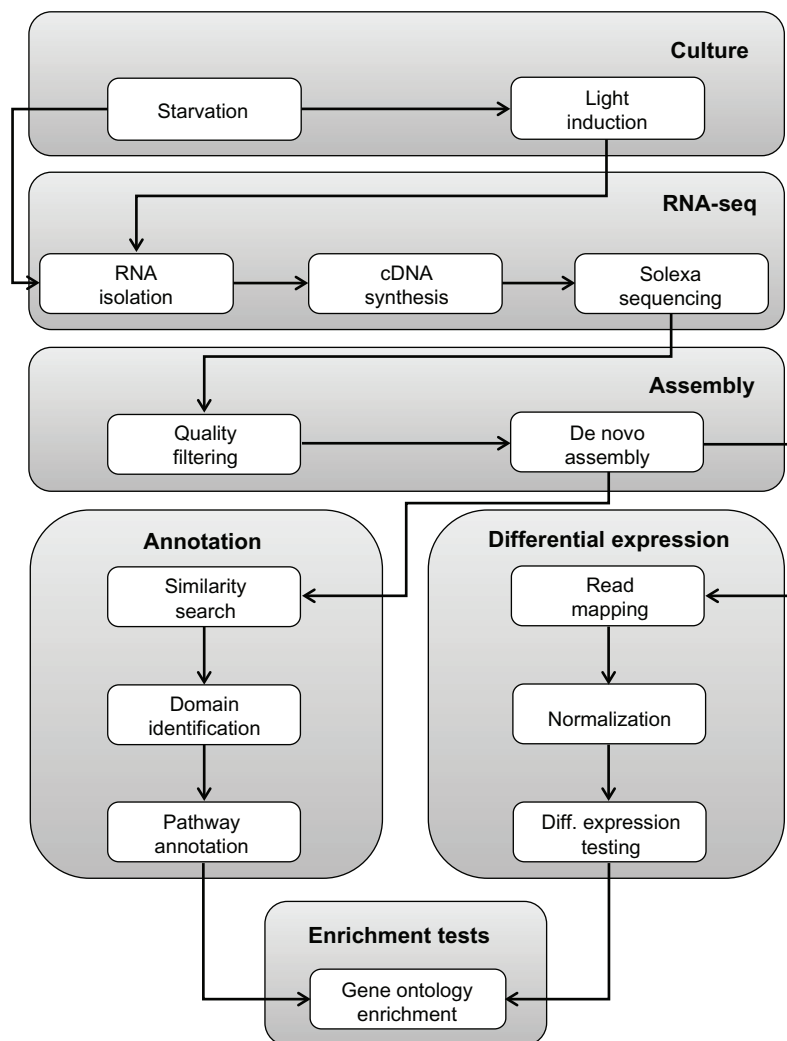 Culture
Starvation
Light
induction
RNA-seq
RNA
isolation
cDNA
synthesis
Solexa
sequencing
Assembly
Quality
filtering
De novo
assembly
Annotation
Similarity
search
Domain
identification
Pathway
annotation
Differential expression
Read
mapping
Normalization
Diff. expression
testing
Enrichment tests
Gene ontology
enrichment